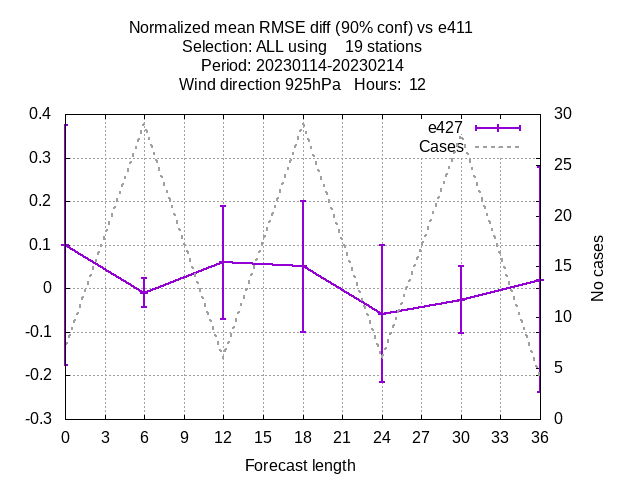 Normalized mean RMSE diff (90% conf) vs e411
Selection: ALL using    19 stations
Period: 20230114-20230214
Wind direction 925hPa   Hours:  12
e427
Cases
0.4
0.3
0.2
0.1
0
-0.1
-0.2
-0.3
30
25
20
15
10
5
0
No cases
0 3 6 9 12 15 18 21 24 27 30 33 36
Forecast length